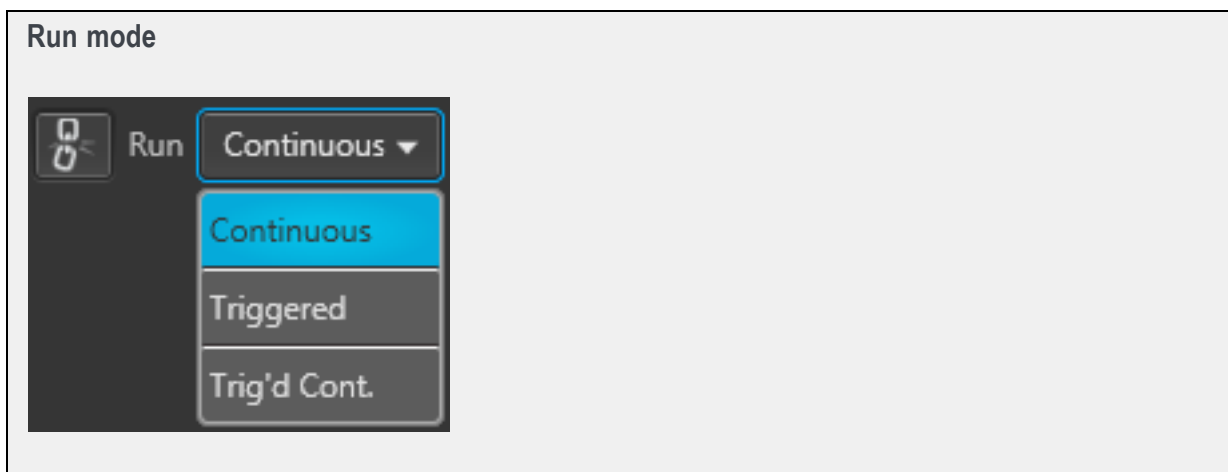 Run mode
Run Continuous
Continuous
Triggered
Trig'd Cont.